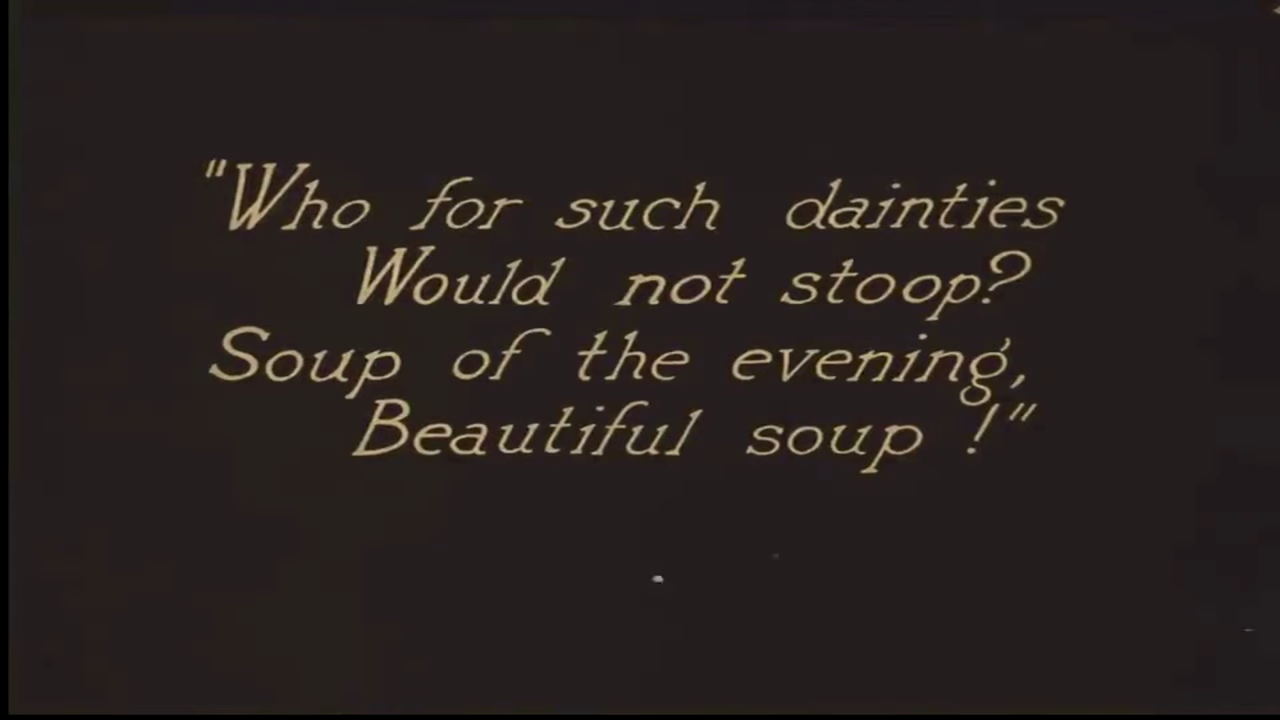 "Who for such dainties
Would not stoop?
Soup of the evening,
Beautiful soup!"